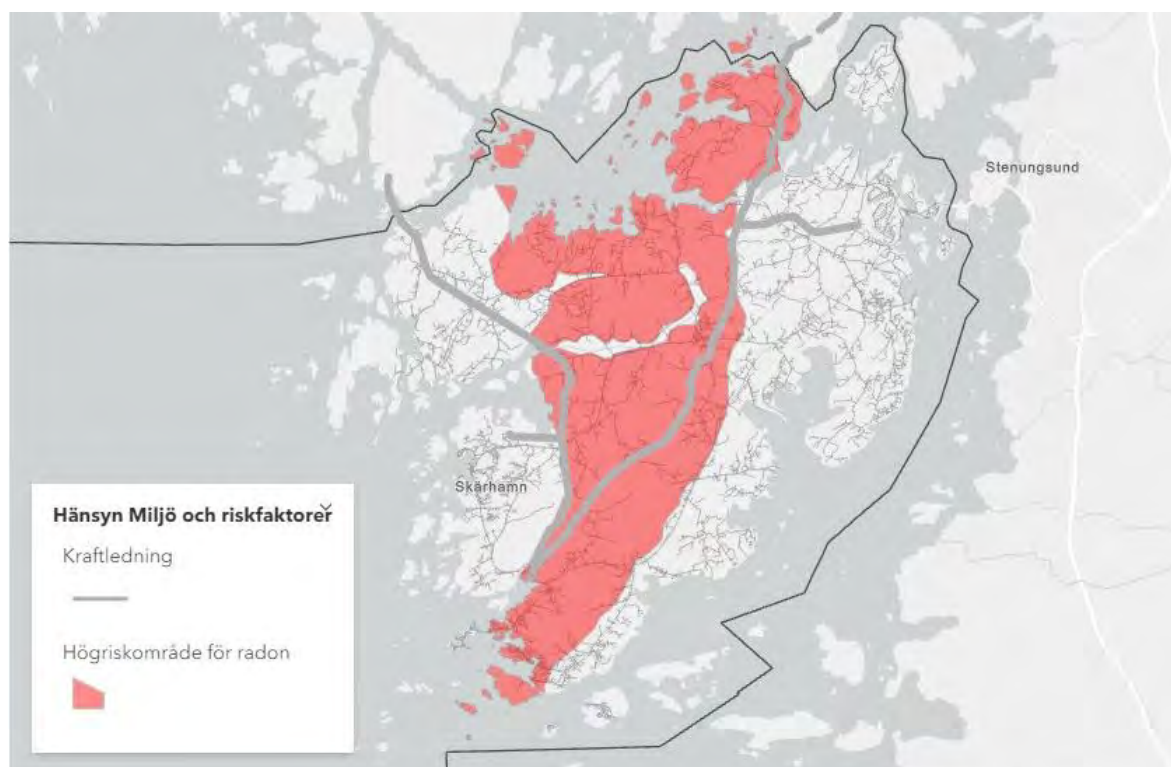 Stenungsund
Skärhamn
Hänsyn Miljö och riskfaktorer
Kraftledning
Högriskområde för radon